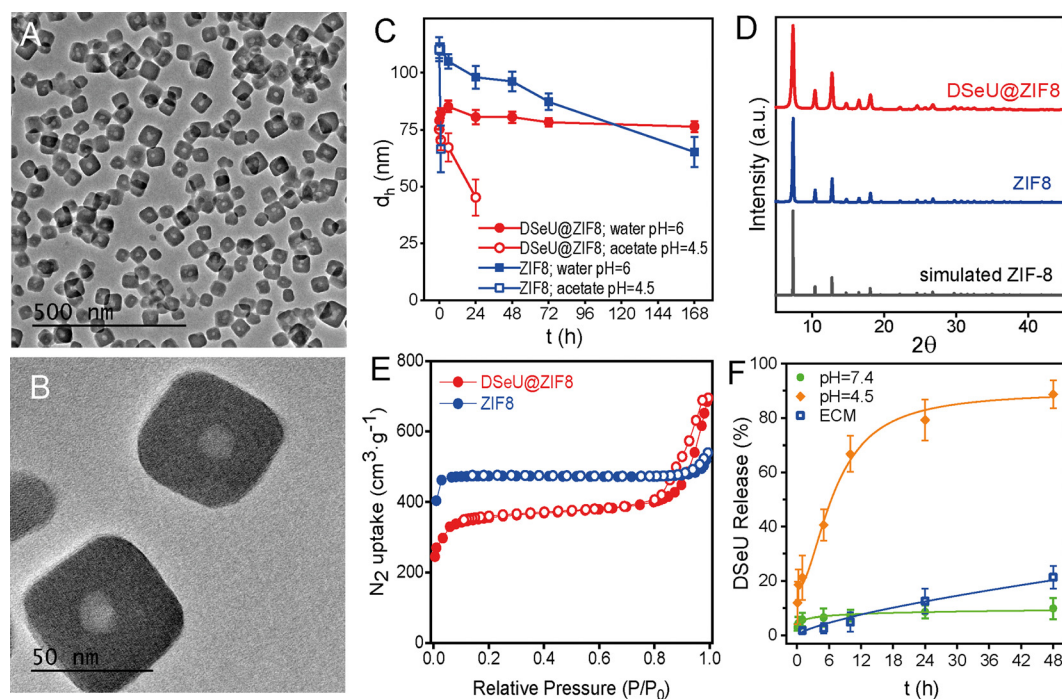 A
500 nm
B
50 nm
C
100
75
50
25
0
d_h (nm)
DSeU@ZIF8; water pH=6
DSeU@ZIF8; acetate pH=4.5
ZIF8; water pH=6
ZIF8; acetate pH=4.5
0 24 48 72 96 120 144 168
t (h)
D
Intensity (a.u.)
DSeU@ZIF8
ZIF8
simulated ZIF-8
10 20 30 40
2θ
E
800
600
400
200
0
N₂ uptake (cm³·g⁻¹)
DSeU@ZIF8
ZIF8
0.0 0.2 0.4 0.6 0.8 1.0
Relative Pressure (P/P₀)
F
100
80
60
40
20
0
DSeU Release (%)
pH=7.4
pH=4.5
ECM
0 6 12 18 24 30 36 42 48
t (h)